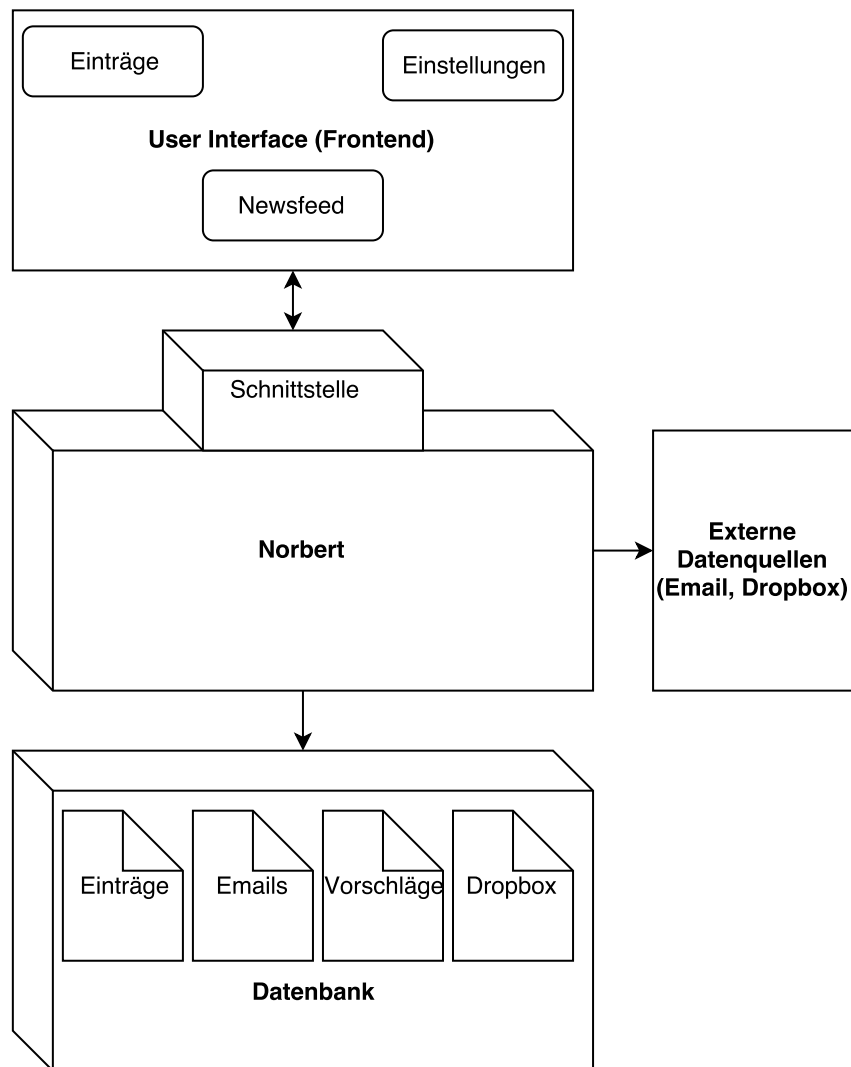 Einträge
Einstellungen
User Interface (Frontend)
Newsfeed
Schnittstelle
Norbert
Externe
Datenquellen
(Email, Dropbox)
Einträge
Emails
Vorschläge
Dropbox
Datenbank